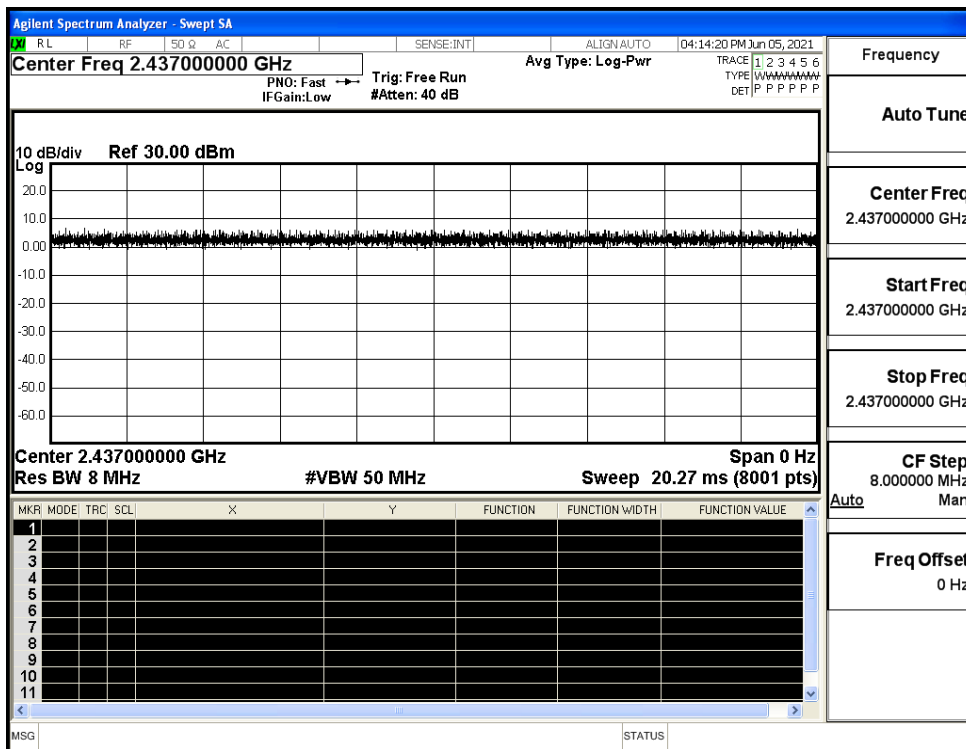 Agilent Spectrum Analyzer - Swept SA
LXI RL RF 50 Ω AC SENSE:INT ALIGN AUTO 04:14:20 PM Jun 05, 2021
Center Freq 2.437000000 GHz
PNO: Fast
IFGain:Low
Trig: Free Run
#Atten: 40 dB
Avg Type: Log-Pwr
TRACE 1 2 3 4 5 6
TYPE WWWWWW
DET P P P P P P
10 dB/div Ref 30.00 dBm
Log
20.0
10.0
0.00
-10.0
-20.0
-30.0
-40.0
-50.0
-60.0
Center 2.437000000 GHz Span 0 Hz
Res BW 8 MHz #VBW 50 MHz Sweep 20.27 ms (8001 pts)
MKR MODE TRC SCL X Y FUNCTION FUNCTION WIDTH FUNCTION VALUE
1
2
3
4
5
6
7
8
9
10
11
MSG STATUS
Frequency
Auto Tune
Center Freq
2.437000000 GHz
Start Freq
2.437000000 GHz
Stop Freq
2.437000000 GHz
CF Step
8.000000 MHz
Auto Man
Freq Offset
0 Hz